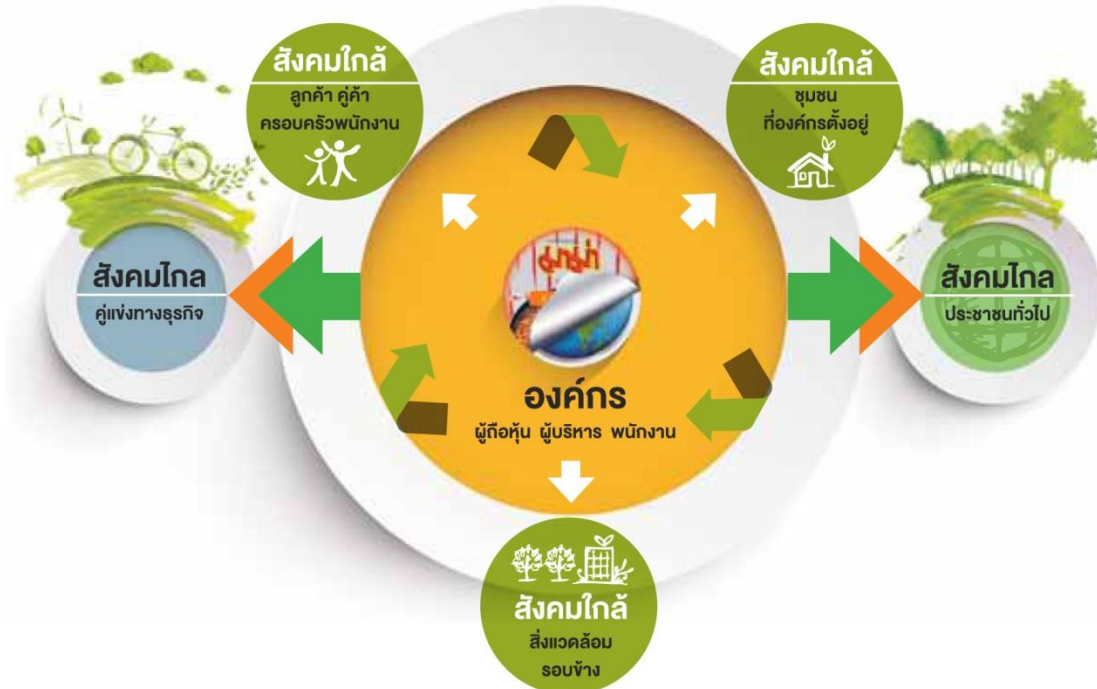 สังคมใกล้
ลูกค้า คู่ค้า
ครอบครัวพนักงาน
สังคมใกล้
ชุมชน
ที่องค์กรตั้งอยู่
สังคมไกล
คู่แข่งทางธุรกิจ
มาม่า
สังคมไกล
ประชาชนทั่วไป
องค์กร
ผู้ถือหุ้น ผู้บริหาร พนักงาน
สังคมใกล้
สิ่งแวดล้อม
รอบข้าง